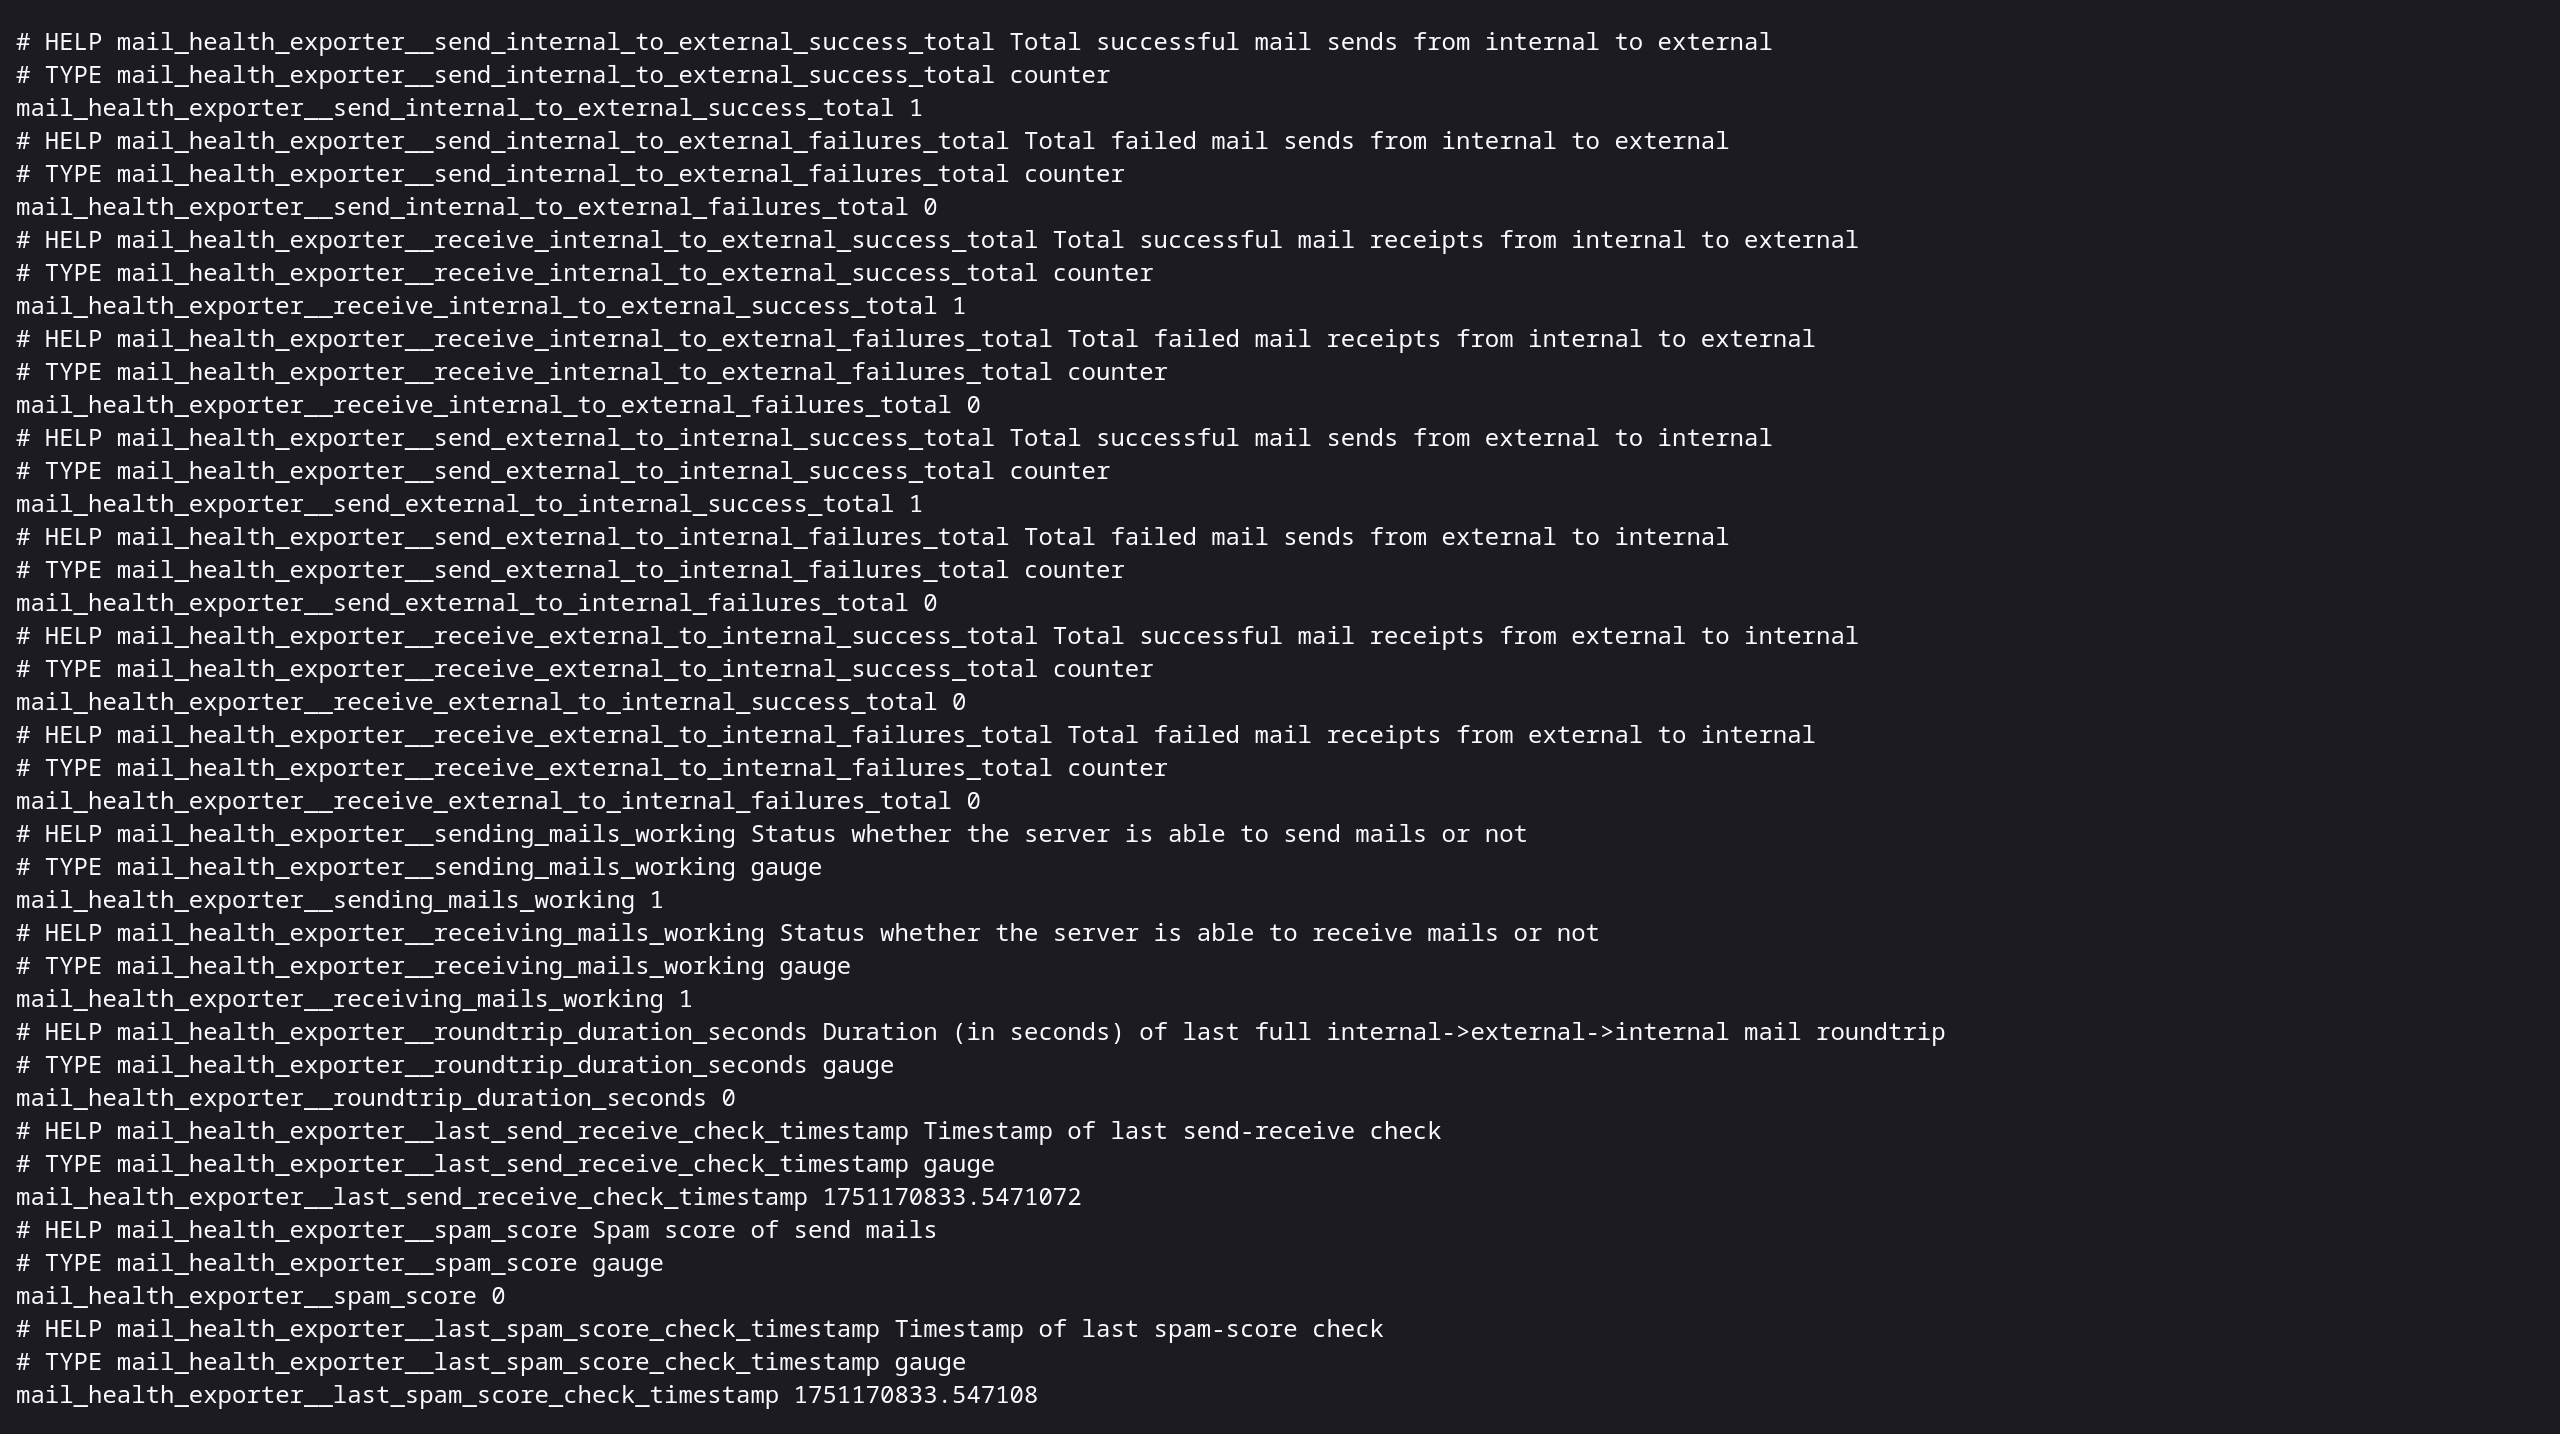 # HELP mail_health_exporter__send_internal_to_external_success_total Total successful mail sends from internal to external
# TYPE mail_health_exporter__send_internal_to_external_success_total counter
mail_health_exporter__send_internal_to_external_success_total 1
# HELP mail_health_exporter__send_internal_to_external_failures_total Total failed mail sends from internal to external
# TYPE mail_health_exporter__send_internal_to_external_failures_total counter
mail_health_exporter__send_internal_to_external_failures_total 0
# HELP mail_health_exporter__receive_internal_to_external_success_total Total successful mail receipts from internal to external
# TYPE mail_health_exporter__receive_internal_to_external_success_total counter
mail_health_exporter__receive_internal_to_external_success_total 1
# HELP mail_health_exporter__receive_internal_to_external_failures_total Total failed mail receipts from internal to external
# TYPE mail_health_exporter__receive_internal_to_external_failures_total counter
mail_health_exporter__receive_internal_to_external_failures_total 0
# HELP mail_health_exporter__send_external_to_internal_success_total Total successful mail sends from external to internal
# TYPE mail_health_exporter__send_external_to_internal_success_total counter
mail_health_exporter__send_external_to_internal_success_total 1
# HELP mail_health_exporter__send_external_to_internal_failures_total Total failed mail sends from external to internal
# TYPE mail_health_exporter__send_external_to_internal_failures_total counter
mail_health_exporter__send_external_to_internal_failures_total 0
# HELP mail_health_exporter__receive_external_to_internal_success_total Total successful mail receipts from external to internal
# TYPE mail_health_exporter__receive_external_to_internal_success_total counter
mail_health_exporter__receive_external_to_internal_success_total 0
# HELP mail_health_exporter__receive_external_to_internal_failures_total Total failed mail receipts from external to internal
# TYPE mail_health_exporter__receive_external_to_internal_failures_total counter
mail_health_exporter__receive_external_to_internal_failures_total 0
# HELP mail_health_exporter__sending_mails_working Status whether the server is able to send mails or not
# TYPE mail_health_exporter__sending_mails_working gauge
mail_health_exporter__sending_mails_working 1
# HELP mail_health_exporter__receiving_mails_working Status whether the server is able to receive mails or not
# TYPE mail_health_exporter__receiving_mails_working gauge
mail_health_exporter__receiving_mails_working 1
# HELP mail_health_exporter__roundtrip_duration_seconds Duration (in seconds) of last full internal->external->internal mail roundtrip
# TYPE mail_health_exporter__roundtrip_duration_seconds gauge
mail_health_exporter__roundtrip_duration_seconds 0
# HELP mail_health_exporter__last_send_receive_check_timestamp Timestamp of last send-receive check
# TYPE mail_health_exporter__last_send_receive_check_timestamp gauge
mail_health_exporter__last_send_receive_check_timestamp 1751170833.5471072
# HELP mail_health_exporter__spam_score Spam score of send mails
# TYPE mail_health_exporter__spam_score gauge
mail_health_exporter__spam_score 0
# HELP mail_health_exporter__last_spam_score_check_timestamp Timestamp of last spam-score check
# TYPE mail_health_exporter__last_spam_score_check_timestamp gauge
mail_health_exporter__last_spam_score_check_timestamp 1751170833.547108